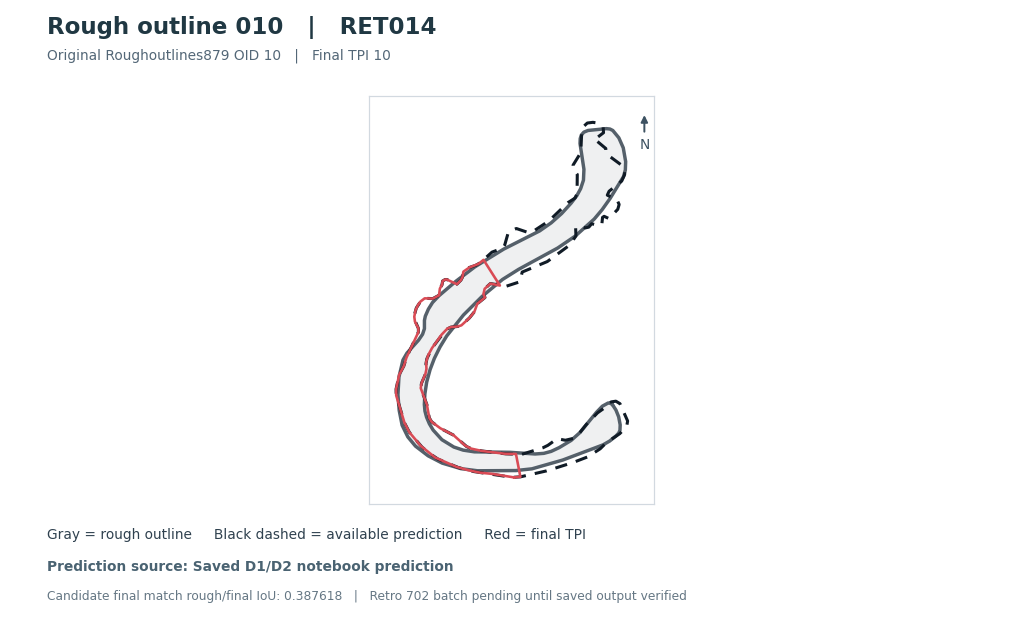 Rough outline 010 | RET014
Original Roughoutlines879 OID 10 | Final TPI 10
N
Gray = rough outline Black dashed = available prediction Red = final TPI
Prediction source: Saved D1/D2 notebook prediction
Candidate final match rough/final IoU: 0.387618 | Retro 702 batch pending until saved output verified